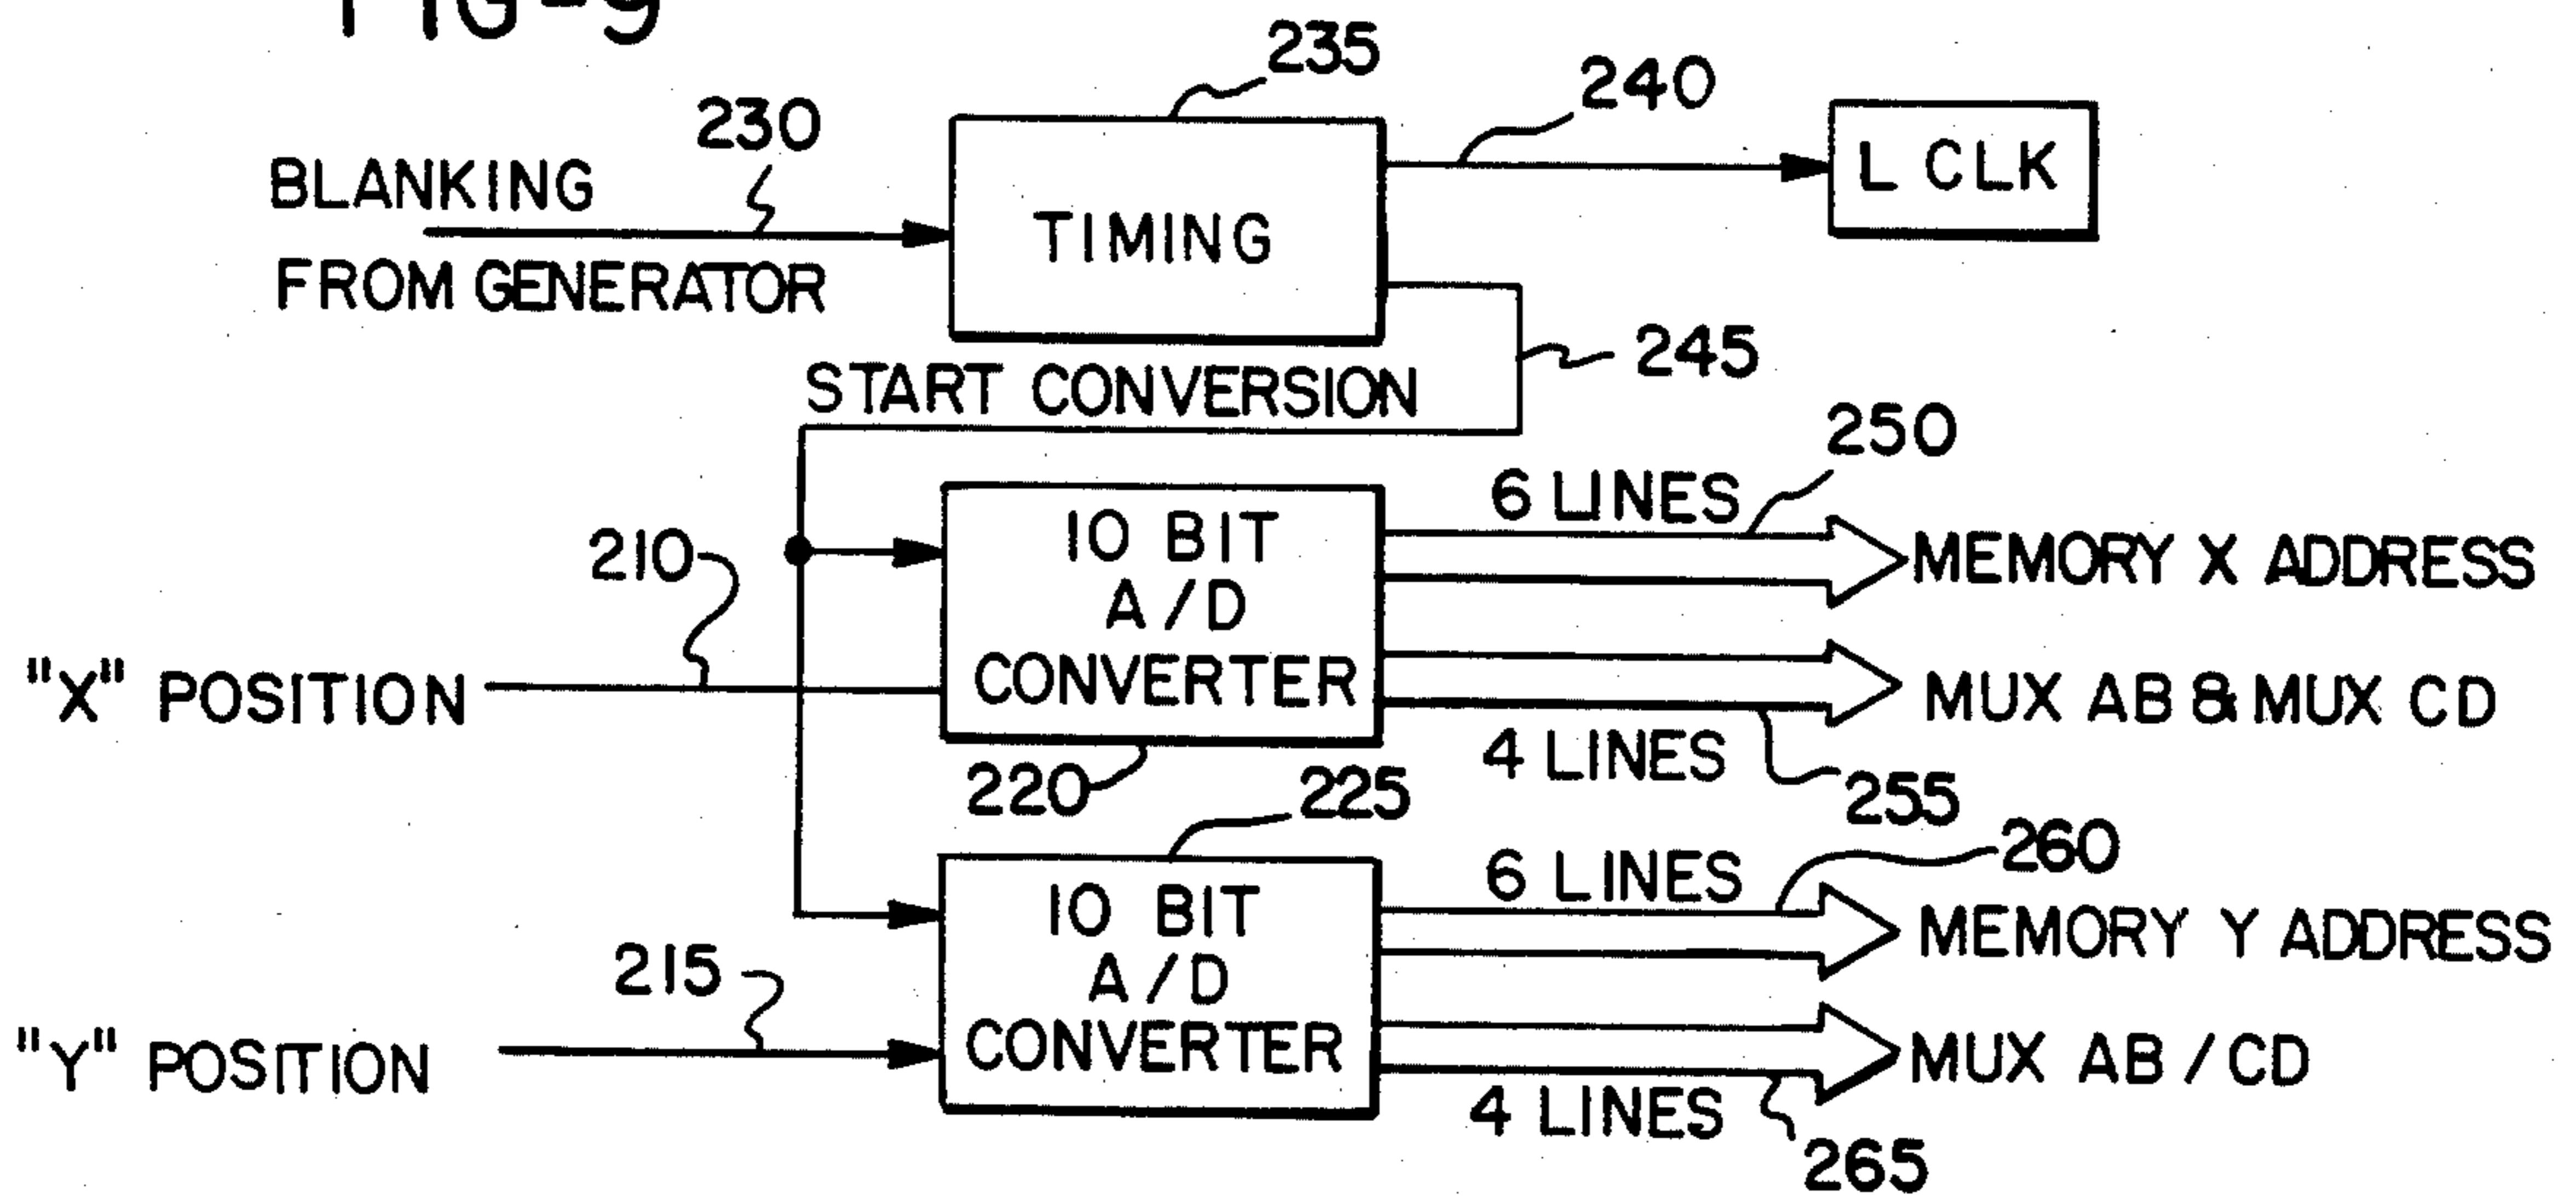 FIG-9
235
240
230
L CLK
BLANKING
TIMING
FROM GENERATOR
245
START CONVERSION
250
6 LINES
210
10 BIT
A/D
CONVERTER
MEMORY X ADDRESS
"X" POSITION
MUX AB & MUX CD
4 LINES
220
225
255
260
6 LINES
10 BIT
A/D
CONVERTER
MEMORY Y ADDRESS
215
"Y" POSITION
MUX AB / CD
4 LINES
265